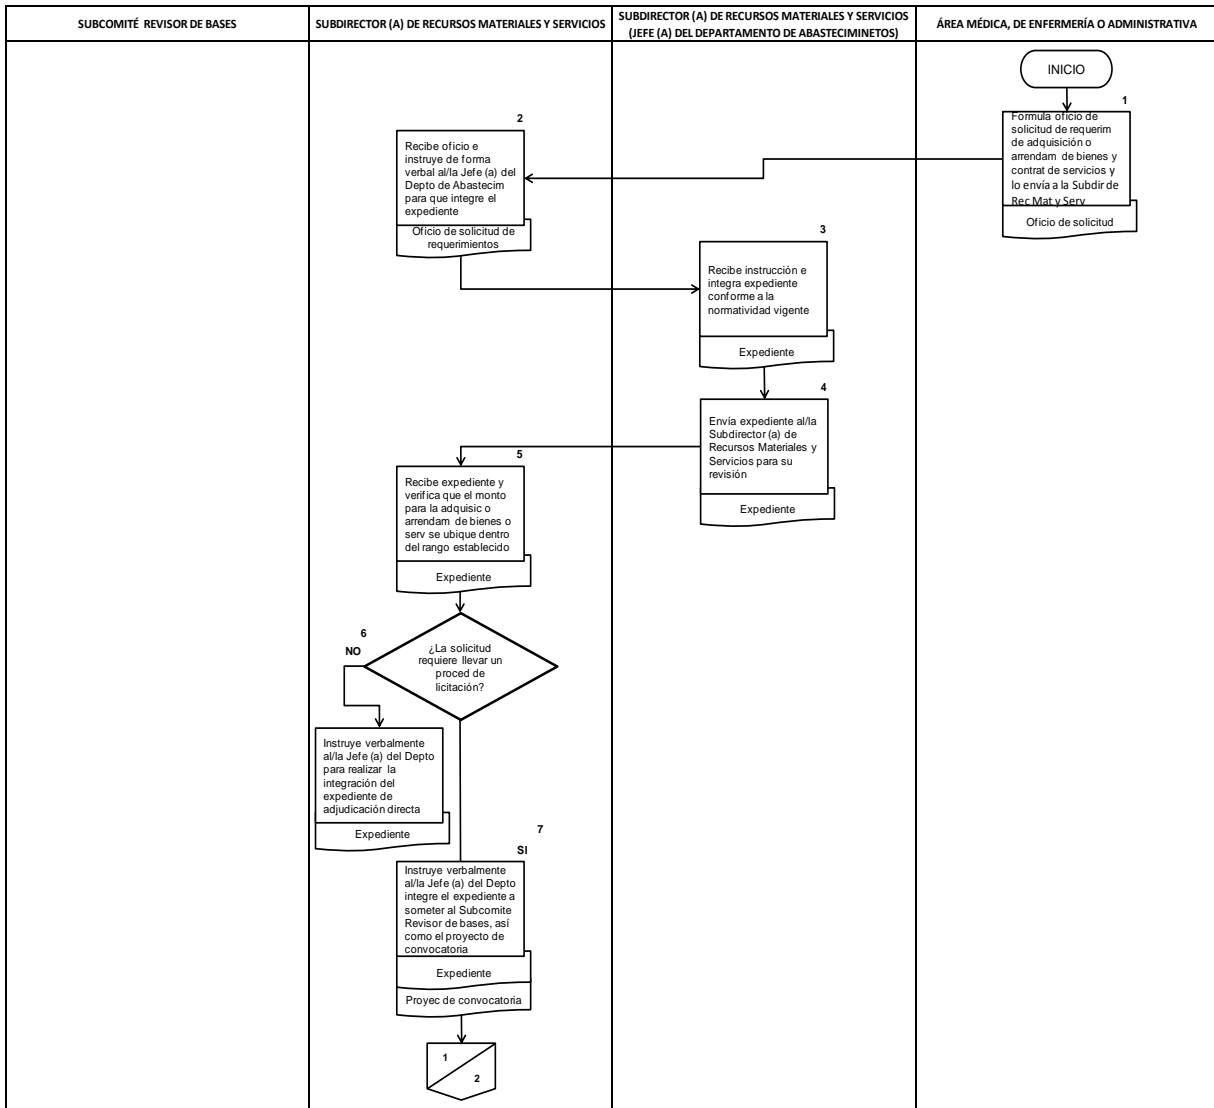 SUBCOMITÉ REVISOR DE BASES
SUBDIRECTOR (A) DE RECURSOS MATERIALES Y SERVICIOS
SUBDIRECTOR (A) DE RECURSOS MATERIALES Y SERVICIOS
(JEFE (A) DEL DEPARTAMENTO DE ABASTECIMINETOS)
ÁREA MÉDICA, DE ENFERMERÍA O ADMINISTRATIVA
INICIO
1
Formula oficio de
solicitud de requerim
de adquisición o
arrendam de bienes y
contrat de servicios y
lo envía a la Subdir de
Rec Mat y Serv
Oficio de solicitud
2
Recibe oficio e
instruye de forma
verbal al/la Jefe (a) del
Depto de Abastecim
para que integre el
expediente
Oficio de solicitud de
requerimientos
3
Recibe instrucción e
integra expediente
conforme a la
normatividad vigente
Expediente
4
Envía expediente al/la
Subdirector (a) de
Recursos Materiales y
Servicios para su
revisión
Expediente
5
Recibe expediente y
verifica que el monto
para la adquisic o
arrendam de bienes o
serv se ubique dentro
del rango establecido
Expediente
6
NO
¿La solicitud
requiere llevar un
proced de
licitación?
Instruye verbalmente
al/la Jefe (a) del Depto
para realizar la
integración del
expediente de
adjudicación directa
Expediente
7
SI
Instruye verbalmente
al/la Jefe (a) del Depto
integre el expediente a
someter al Subcomite
Revisor de bases, así
como el proyecto de
convocatoria
Expediente
Proyec de convocatoria
1
2